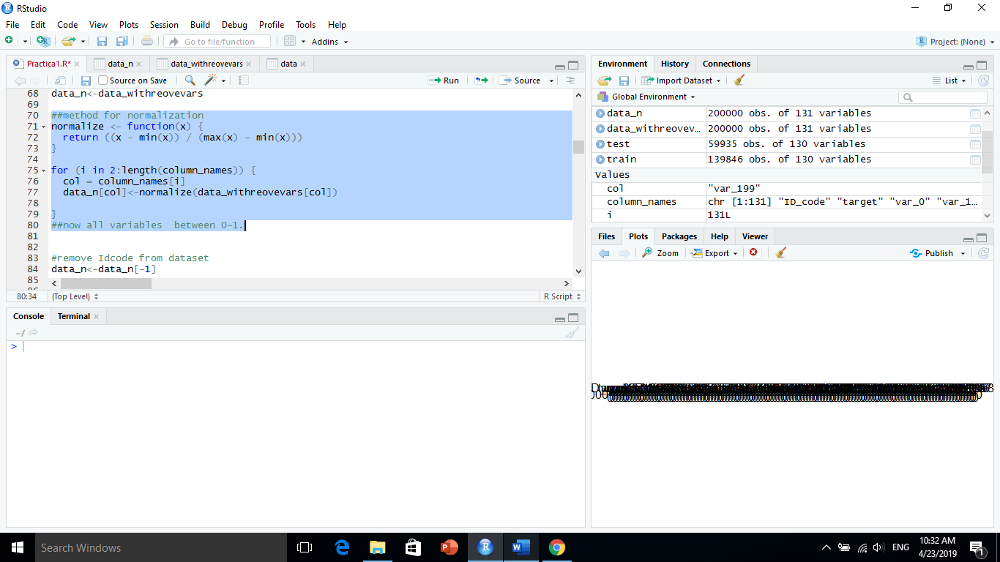 RStudio
File Edit Code View Plots Session Build Debug Profile Tools Help
Go to file/function Addins Project: (None)
Practica1.R* data_n data_withreovevars data
Source on Save Run Source
68 data_n<-data_withreovevars
69
70 ##method for normalization
71 normalize <- function(x) {
72 return ((x - min(x)) / (max(x) - min(x)))
73 }
74
75 for (i in 2:length(column_names)) {
76 col = column_names[i]
77 data_n[col]<-normalize(data_withreovevars[col])
78
79 }
80 ##now all variables  between 0-1.
81
82
83 #remove Idcode from dataset
84 data_n<-data_n[-1]
85
80:34 (Top Level) R Script
Console Terminal
~/
>
Environment History Connections
Import Dataset List
Global Environment
data_n 200000 obs. of 131 variables
data_withreovev… 200000 obs. of 131 variables
test 59935 obs. of 130 variables
train 139846 obs. of 130 variables
Values
col "var_199"
column_names chr [1:131] "ID_code" "target" "var_0" "var_1…
i 131L
Files Plots Packages Help Viewer
Zoom Export Publish
Search Windows
ENG
10:32 AM
4/23/2019
1